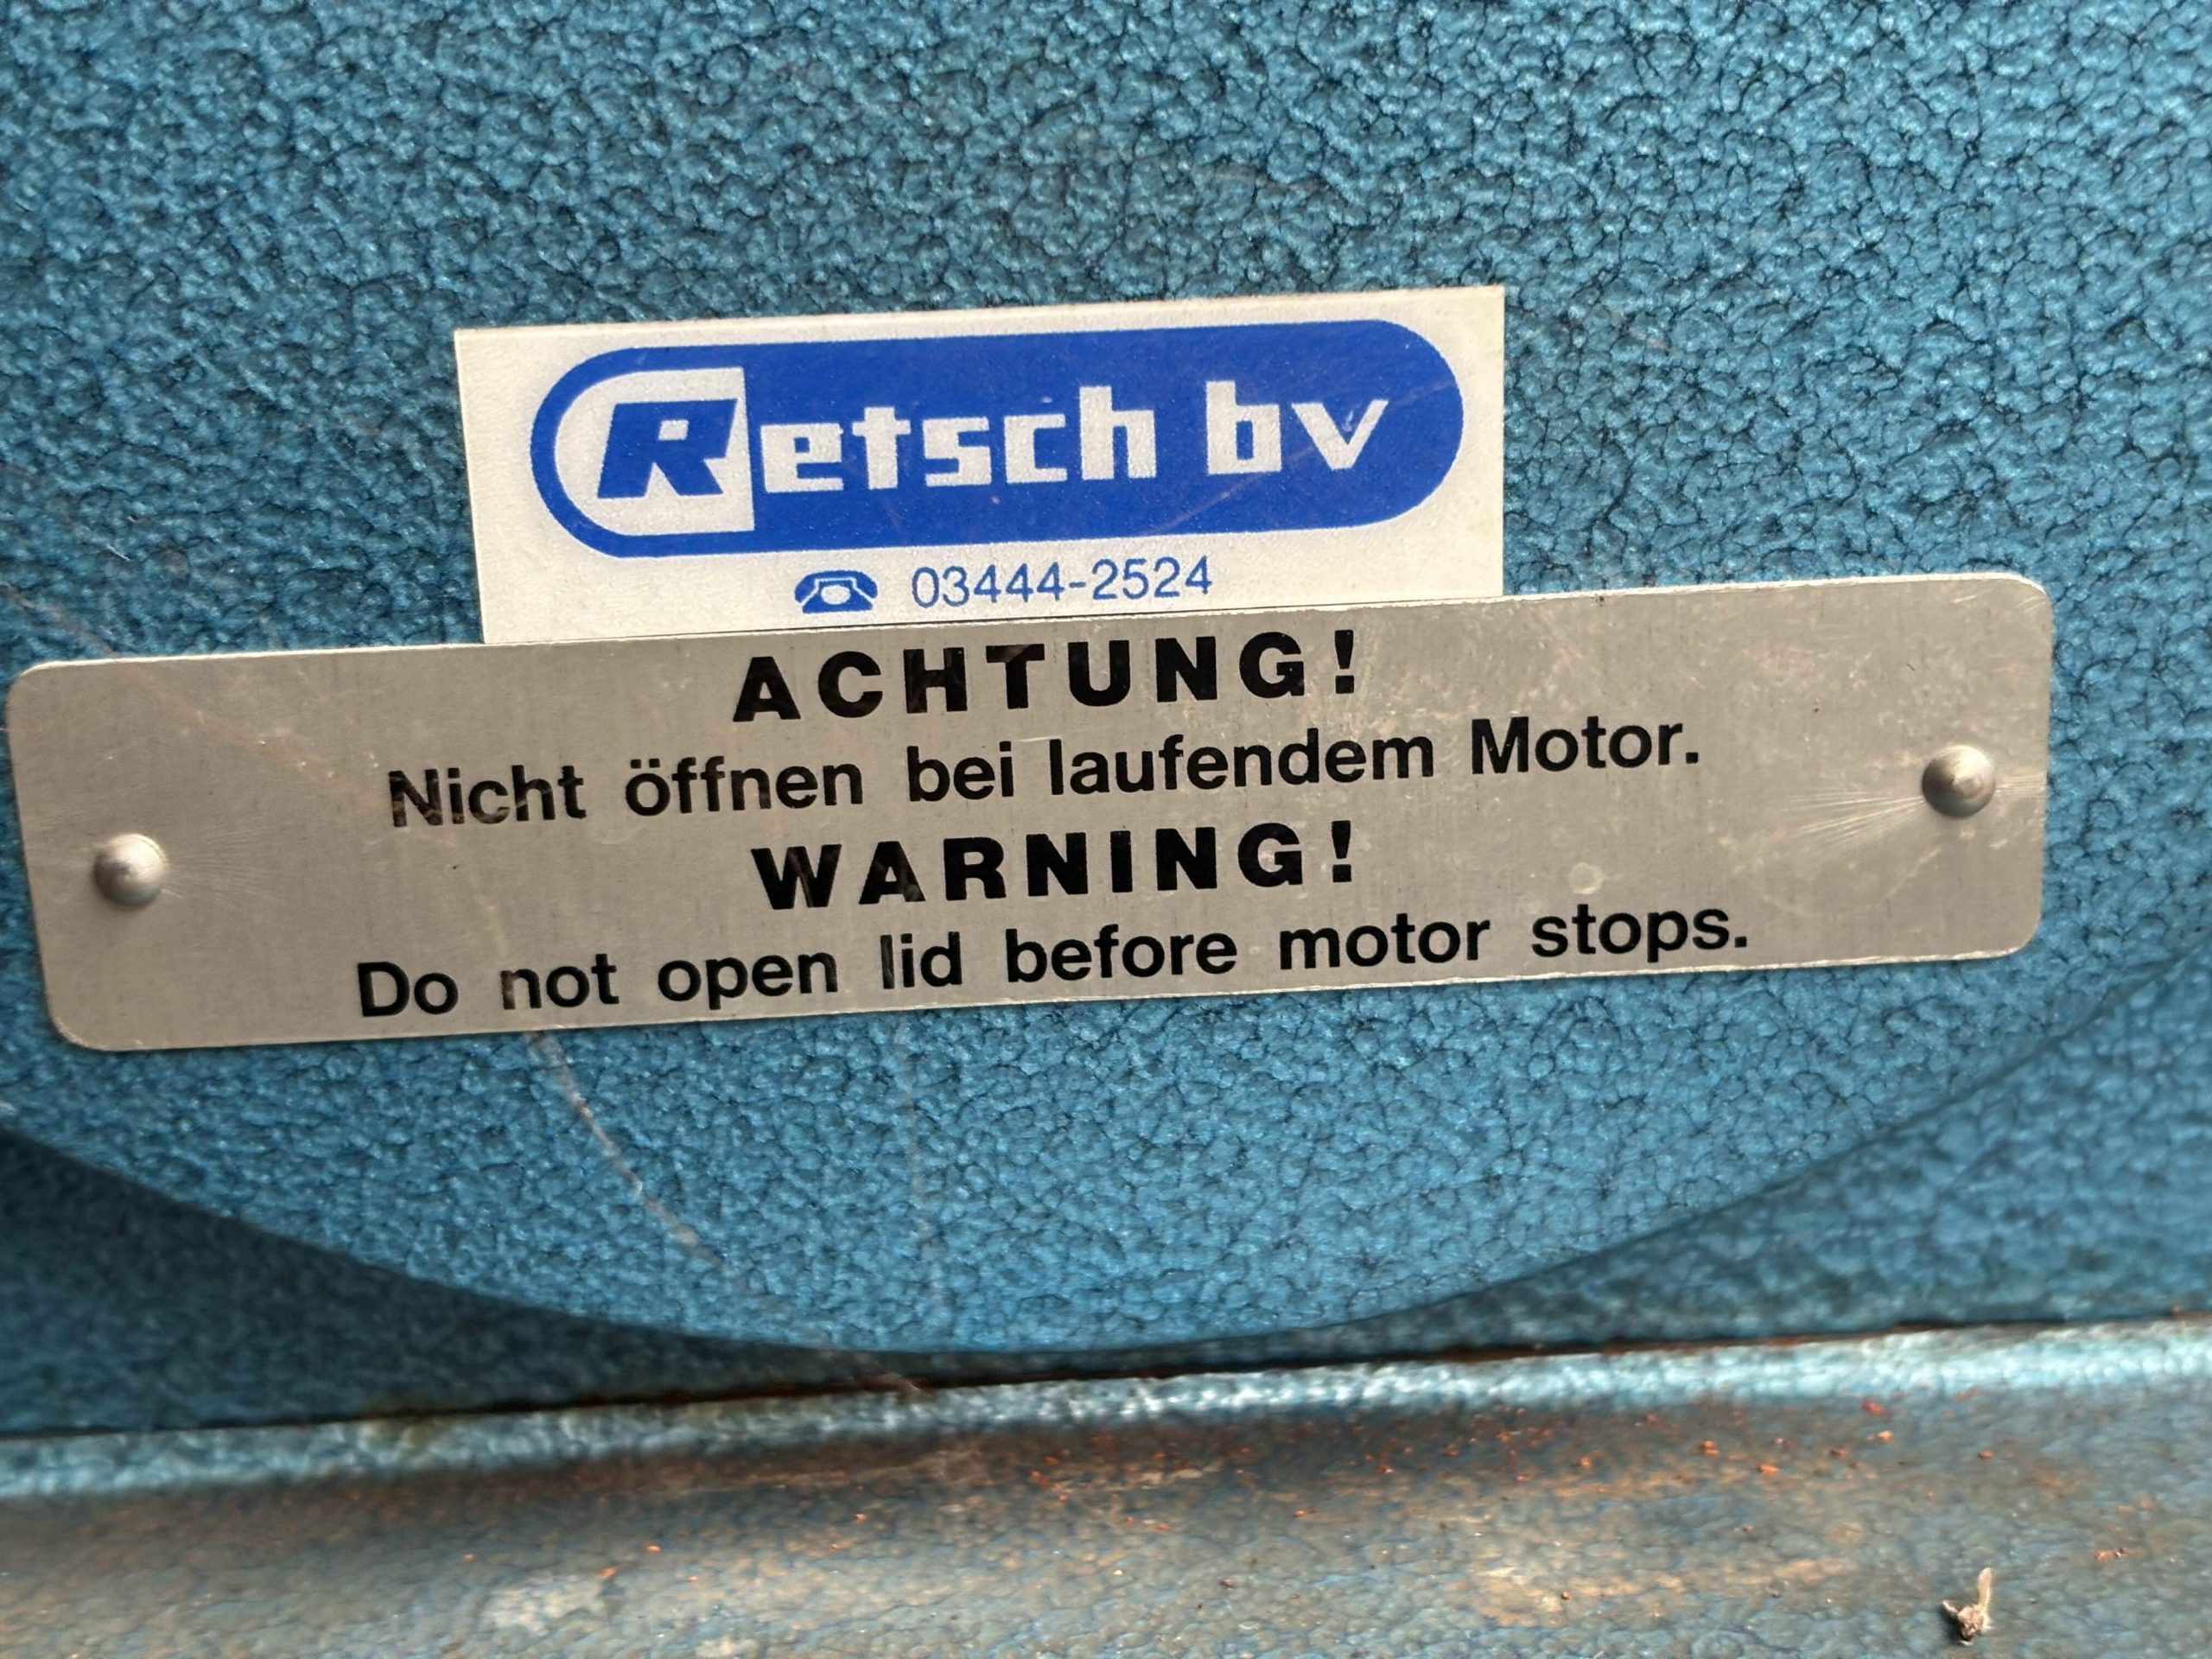 Retsch bv
03444-2524
ACHTUNG!
Nicht öffnen bei laufendem Motor.
WARNING!
Do not open lid before motor stops.